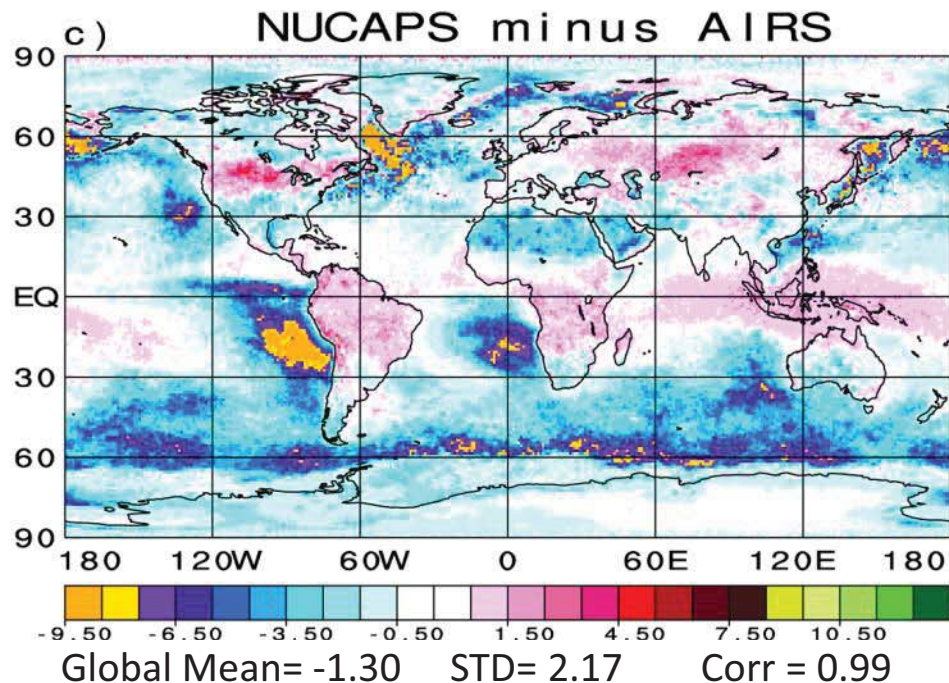 c) NUCAPS minus AIRS
90
60
30
EQ
30
60
90
180 120W 60W 0 60E 120E 180
-9.50 -6.50 -3.50 -0.50 1.50 4.50 7.50 10.50
Global Mean= -1.30 STD= 2.17 Corr = 0.99